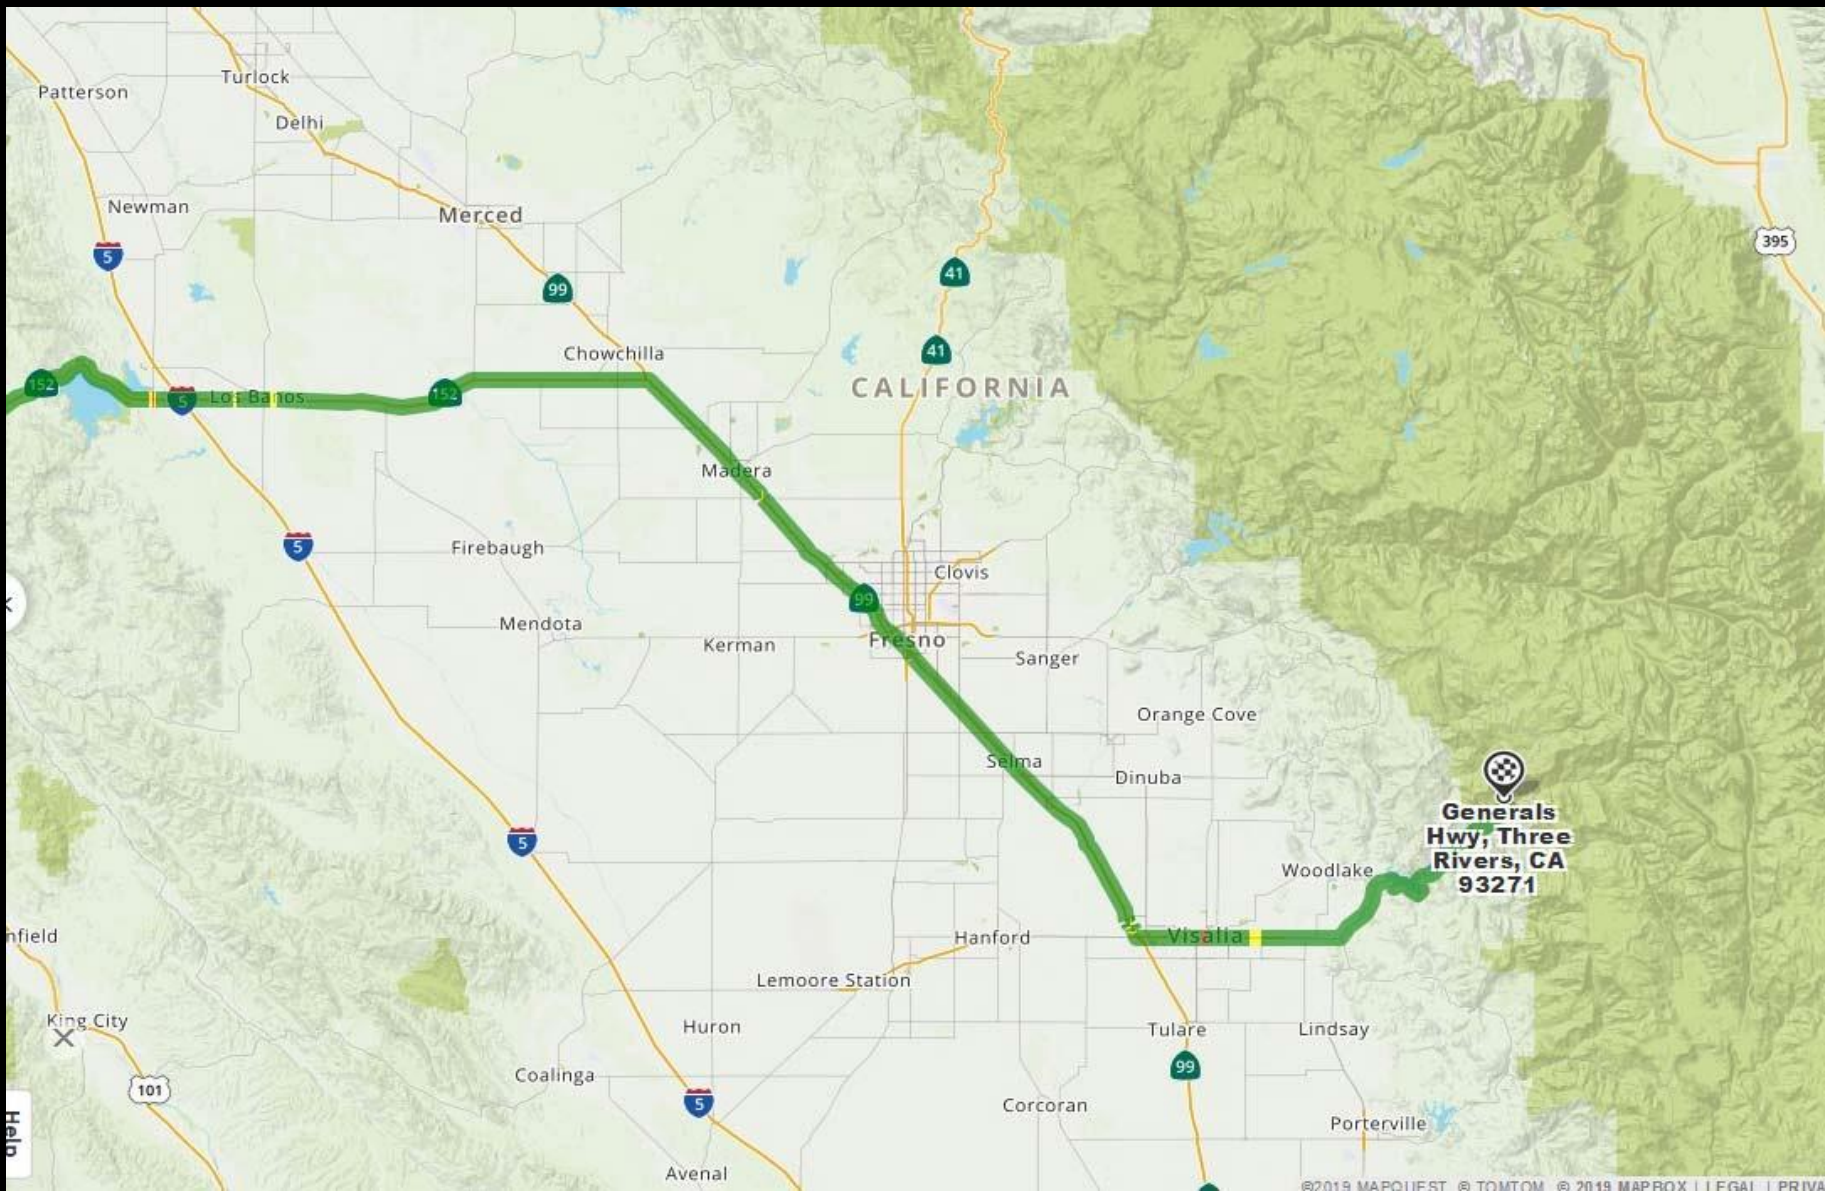 Turlock
Patterson
Delhi
Newman
Merced
5
395
41
99
41
Chowchilla
152
CALIFORNIA
5
Los Banos
152
Madera
5
Firebaugh
Clovis
99
Mendota
Fresno
Kerman
Sanger
Orange Cove
Selma
Dinuba
Generals
Hwy, Three
Rivers, CA
93271
5
Woodlake
nfield
Hanford
Visalia
Lemoore Station
King City
Huron
Tulare
Lindsay
99
Coalinga
101
5
Corcoran
Porterville
Help
Avenal
©2019 MAPQUEST © TOMTOM © 2019 MAPBOX | LEGAL | PRIVA